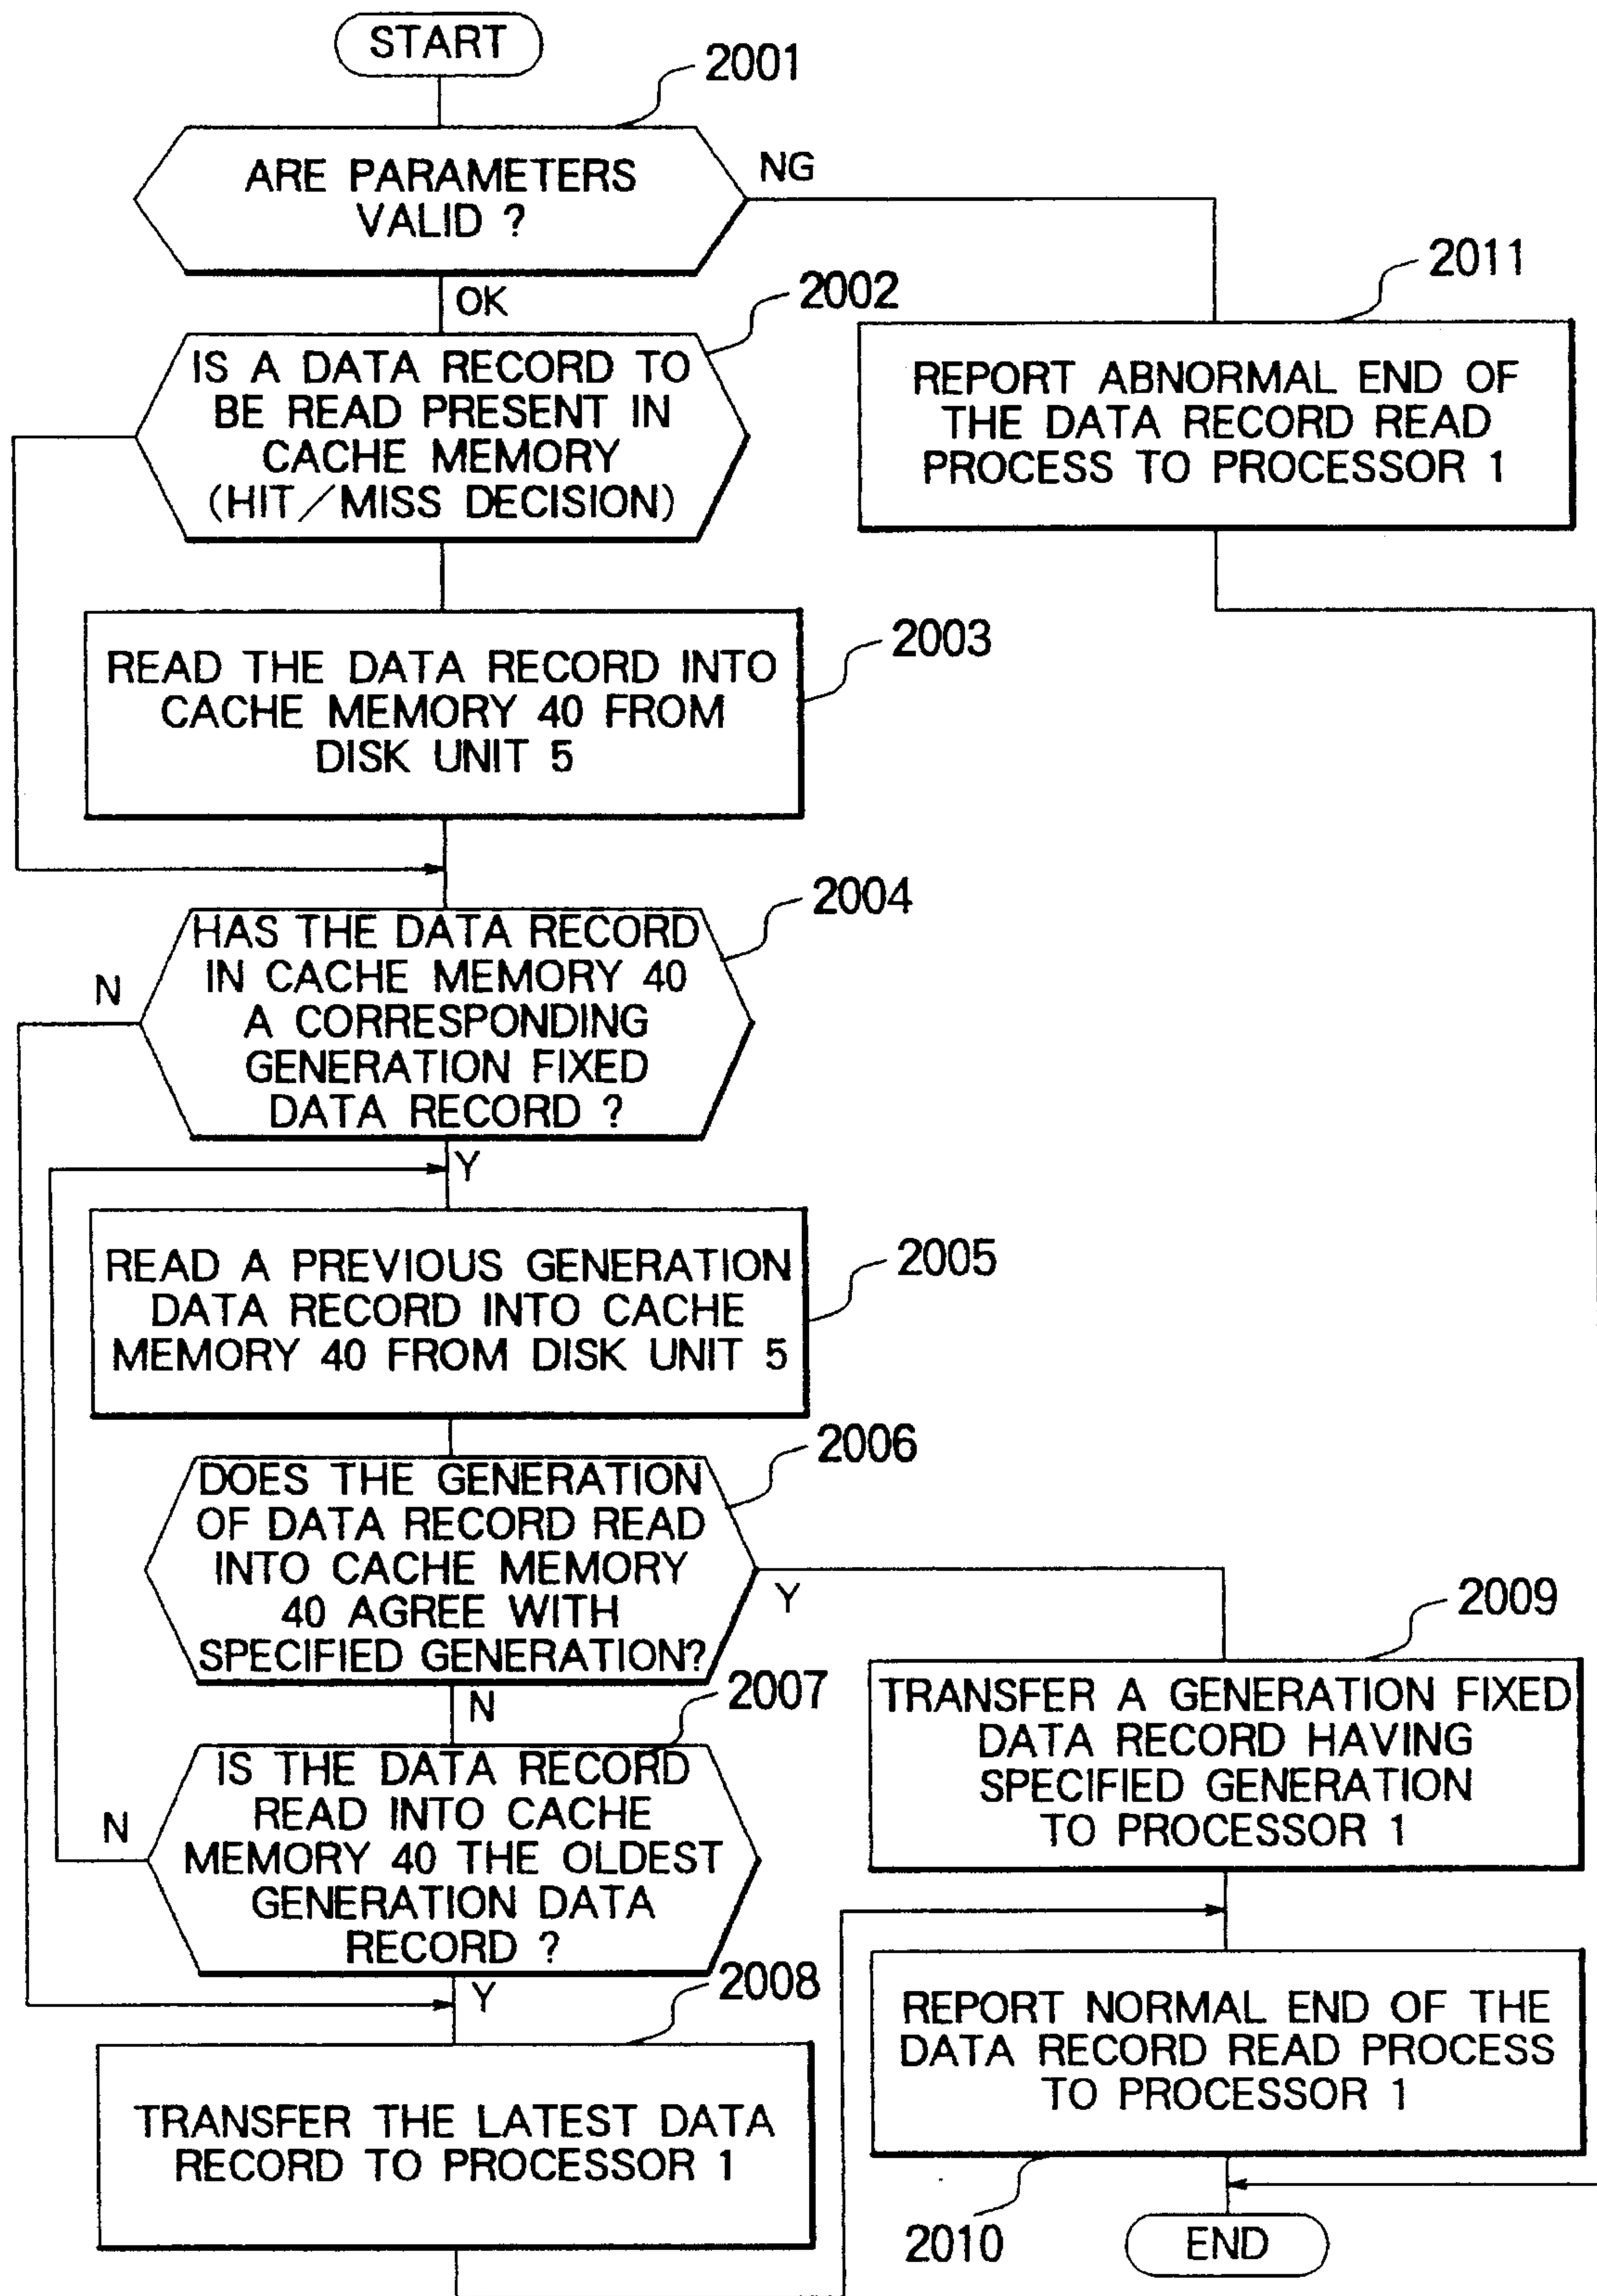 START
2001
ARE PARAMETERS
VALID ?
NG
OK
2002
IS A DATA RECORD TO
BE READ PRESENT IN
CACHE MEMORY
(HIT/MISS DECISION)
2011
REPORT ABNORMAL END OF
THE DATA RECORD READ
PROCESS TO PROCESSOR 1
2003
READ THE DATA RECORD INTO
CACHE MEMORY 40 FROM
DISK UNIT 5
2004
HAS THE DATA RECORD
IN CACHE MEMORY 40
A CORRESPONDING
GENERATION FIXED
DATA RECORD ?
N
Y
2005
READ A PREVIOUS GENERATION
DATA RECORD INTO CACHE
MEMORY 40 FROM DISK UNIT 5
2006
DOES THE GENERATION
OF DATA RECORD READ
INTO CACHE MEMORY
40 AGREE WITH
SPECIFIED GENERATION?
Y
N
2007
IS THE DATA RECORD
READ INTO CACHE
MEMORY 40 THE OLDEST
GENERATION DATA
RECORD ?
N
Y
2008
TRANSFER THE LATEST DATA
RECORD TO PROCESSOR 1
2009
TRANSFER A GENERATION FIXED
DATA RECORD HAVING
SPECIFIED GENERATION
TO PROCESSOR 1
REPORT NORMAL END OF THE
DATA RECORD READ PROCESS
TO PROCESSOR 1
2010
END